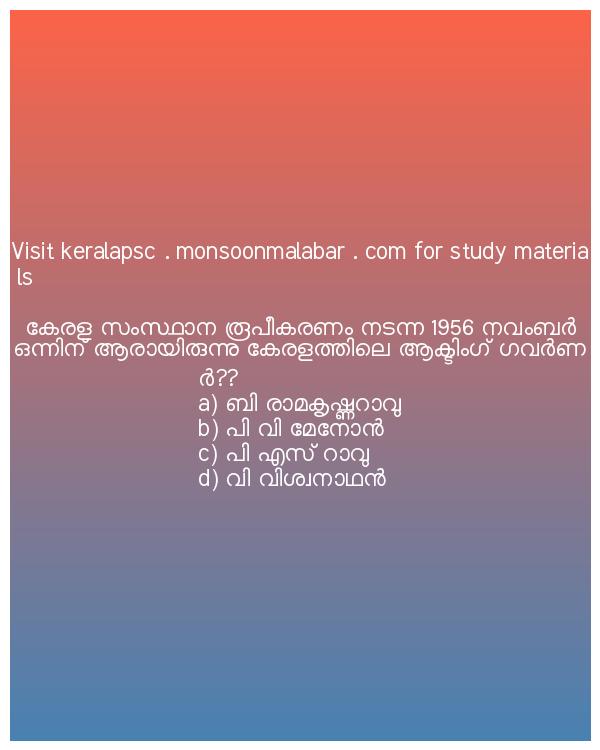 Visit keralapsc . monsoonmalabar . com for study materia
ls
കേരള സംസ്ഥാന രൂപീകരണം നടന്ന 1956 നവംബർ
ഒന്നിന് ആരായിരുന്നു കേരളത്തിലെ ആക്ടിംഗ് ഗവർണ
ർ??
a) ബി രാമകൃഷ്ണറാവു
b) പി വി മേനോൻ
c) പി എസ് റാവു
d) വി വിശ്വനാഥൻ